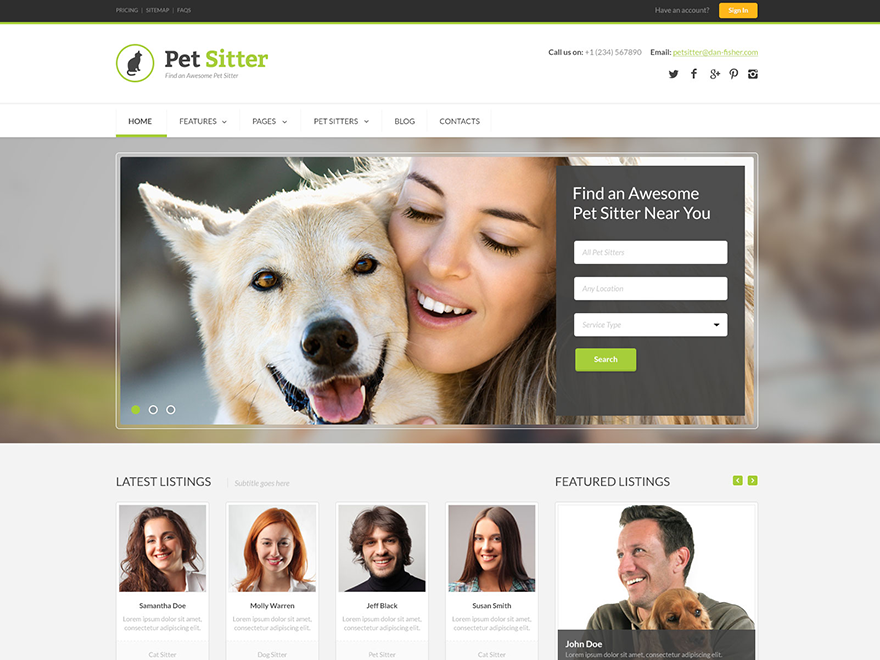 PRICING | SITEMAP | FAQS
Have an account? Sign In
Pet Sitter
Find an Awesome Pet Sitter
Call us on: +1 (234) 567890 Email: petsitter@dan-fisher.com
HOME FEATURES PAGES PET SITTERS BLOG CONTACTS
Find an Awesome
Pet Sitter Near You
All Pet Sitters
Any Location
Service Type
Search
LATEST LISTINGS Subtitle goes here
FEATURED LISTINGS
Samantha Doe
Lorem ipsum dolor sit amet,
consectetur adipiscing elit.
Cat Sitter
Molly Warren
Lorem ipsum dolor sit amet,
consectetur adipiscing elit.
Dog Sitter
Jeff Black
Lorem ipsum dolor sit amet,
consectetur adipiscing elit.
Pet Sitter
Susan Smith
Lorem ipsum dolor sit amet,
consectetur adipiscing elit.
Cat Sitter
John Doe
Lorem ipsum dolor sit amet, consectetur adipiscing elit.